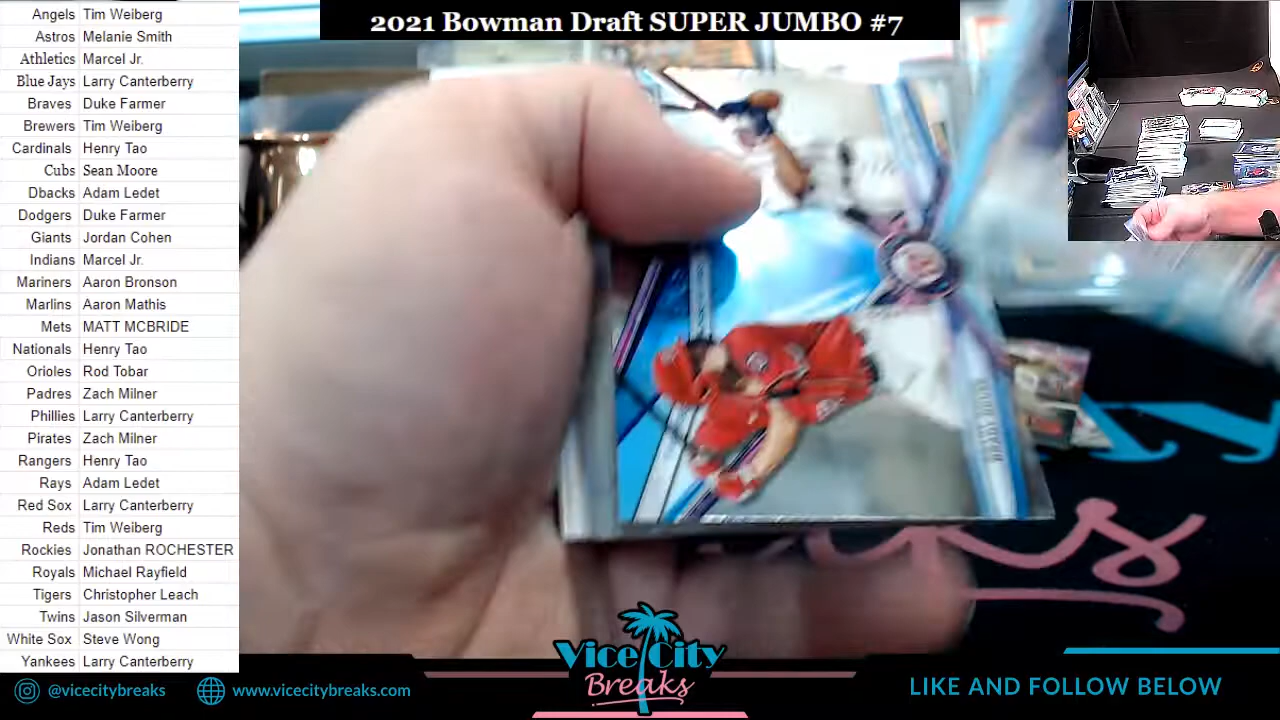 2021 Bowman Draft SUPER JUMBO #7
Angels Tim Weiberg
Astros Melanie Smith
Athletics Marcel Jr.
Blue Jays Larry Canterberry
Braves Duke Farmer
Brewers Tim Weiberg
Cardinals Henry Tao
Cubs Sean Moore
Dbacks Adam Ledet
Dodgers Duke Farmer
Giants Jordan Cohen
Indians Marcel Jr.
Mariners Aaron Bronson
Marlins Aaron Mathis
Mets MATT MCBRIDE
Nationals Henry Tao
Orioles Rod Tobar
Padres Zach Milner
Phillies Larry Canterberry
Pirates Zach Milner
Rangers Henry Tao
Rays Adam Ledet
Red Sox Larry Canterberry
Reds Tim Weiberg
Rockies Jonathan ROCHESTER
Royals Michael Rayfield
Tigers Christopher Leach
Twins Jason Silverman
White Sox Steve Wong
Yankees Larry Canterberry
@vicecitybreaks
www.vicecitybreaks.com
Vice City
Breaks
LIKE AND FOLLOW BELOW